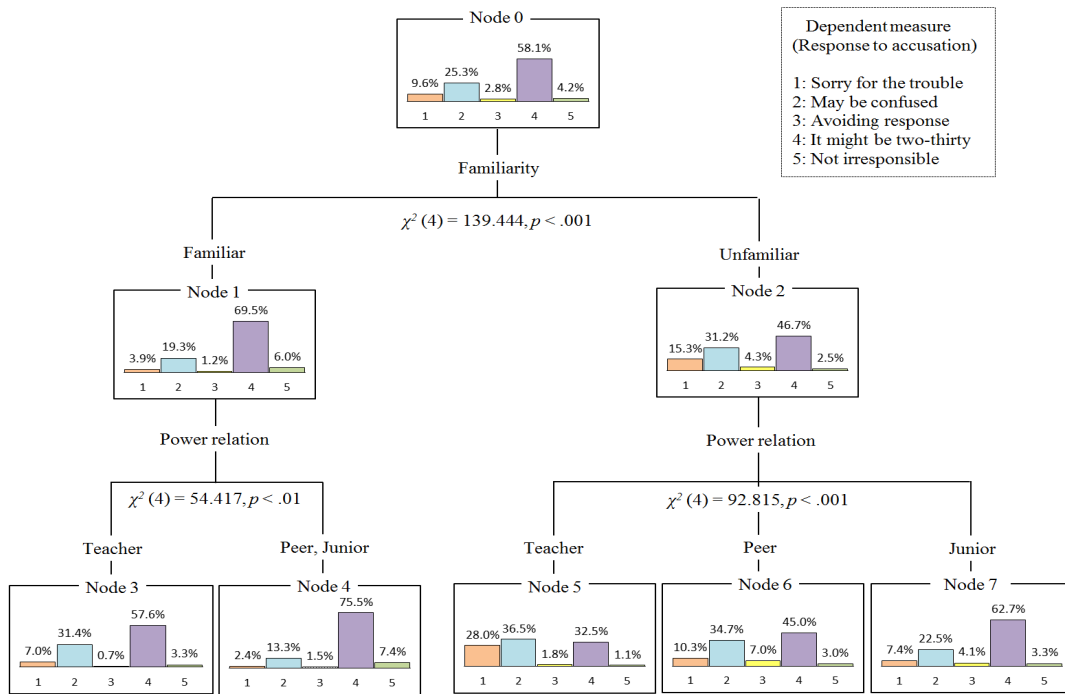 Node 0
58.1%
25.3%
9.6%
2.8%
4.2%
1 2 3 4 5
Dependent measure
(Response to accusation)
1: Sorry for the trouble
2: May be confused
3: Avoiding response
4: It might be two-thirty
5: Not irresponsible
Familiarity
χ² (4) = 139.444, p < .001
Familiar
Unfamiliar
Node 1
69.5%
19.3%
3.9%
1.2%
6.0%
1 2 3 4 5
Node 2
46.7%
31.2%
15.3%
4.3%
2.5%
1 2 3 4 5
Power relation
Power relation
χ² (4) = 54.417, p < .01
χ² (4) = 92.815, p < .001
Teacher
Peer, Junior
Teacher
Peer
Junior
Node 3
57.6%
31.4%
7.0%
0.7%
3.3%
1 2 3 4 5
Node 4
75.5%
13.3%
2.4%
1.5%
7.4%
1 2 3 4 5
Node 5
28.0%
36.5%
32.5%
1.8%
1.1%
1 2 3 4 5
Node 6
34.7%
45.0%
10.3%
7.0%
3.0%
1 2 3 4 5
Node 7
62.7%
22.5%
7.4%
4.1%
3.3%
1 2 3 4 5